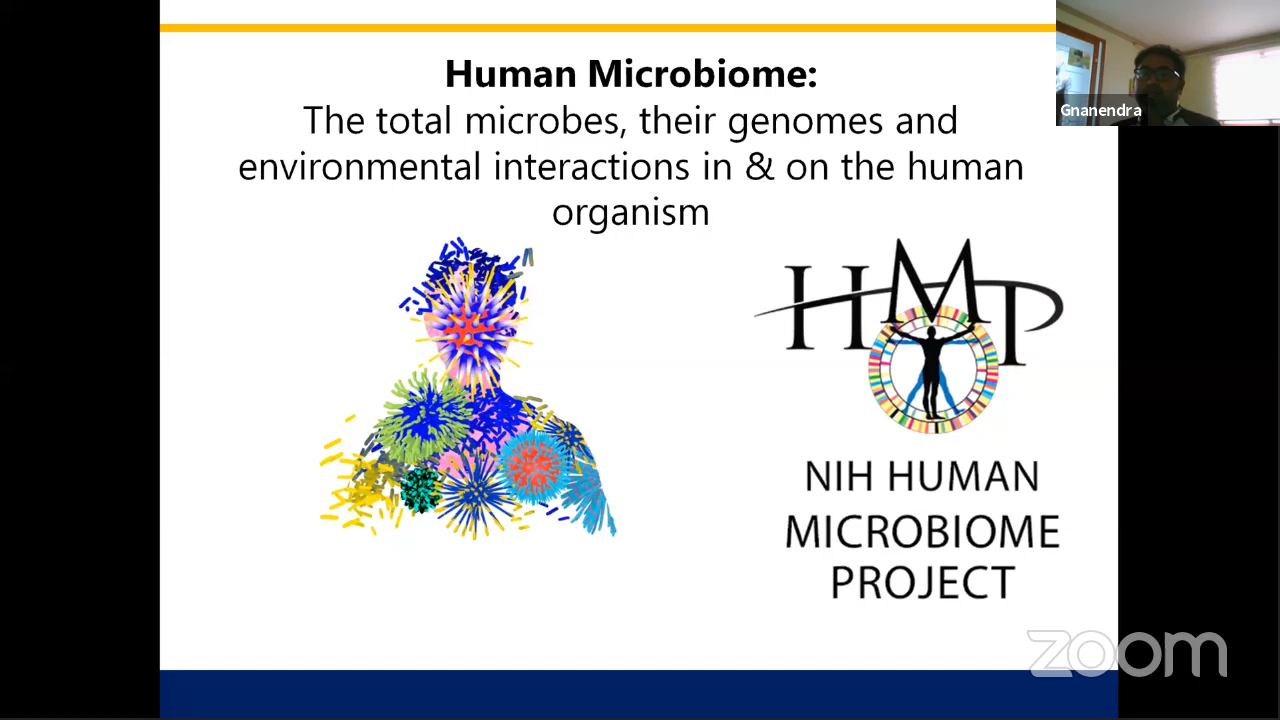 Human Microbiome:
The total microbes, their genomes and
environmental interactions in & on the human
organism
Gnanendra
HMP
NIH HUMAN
MICROBIOME
PROJECT
zoom